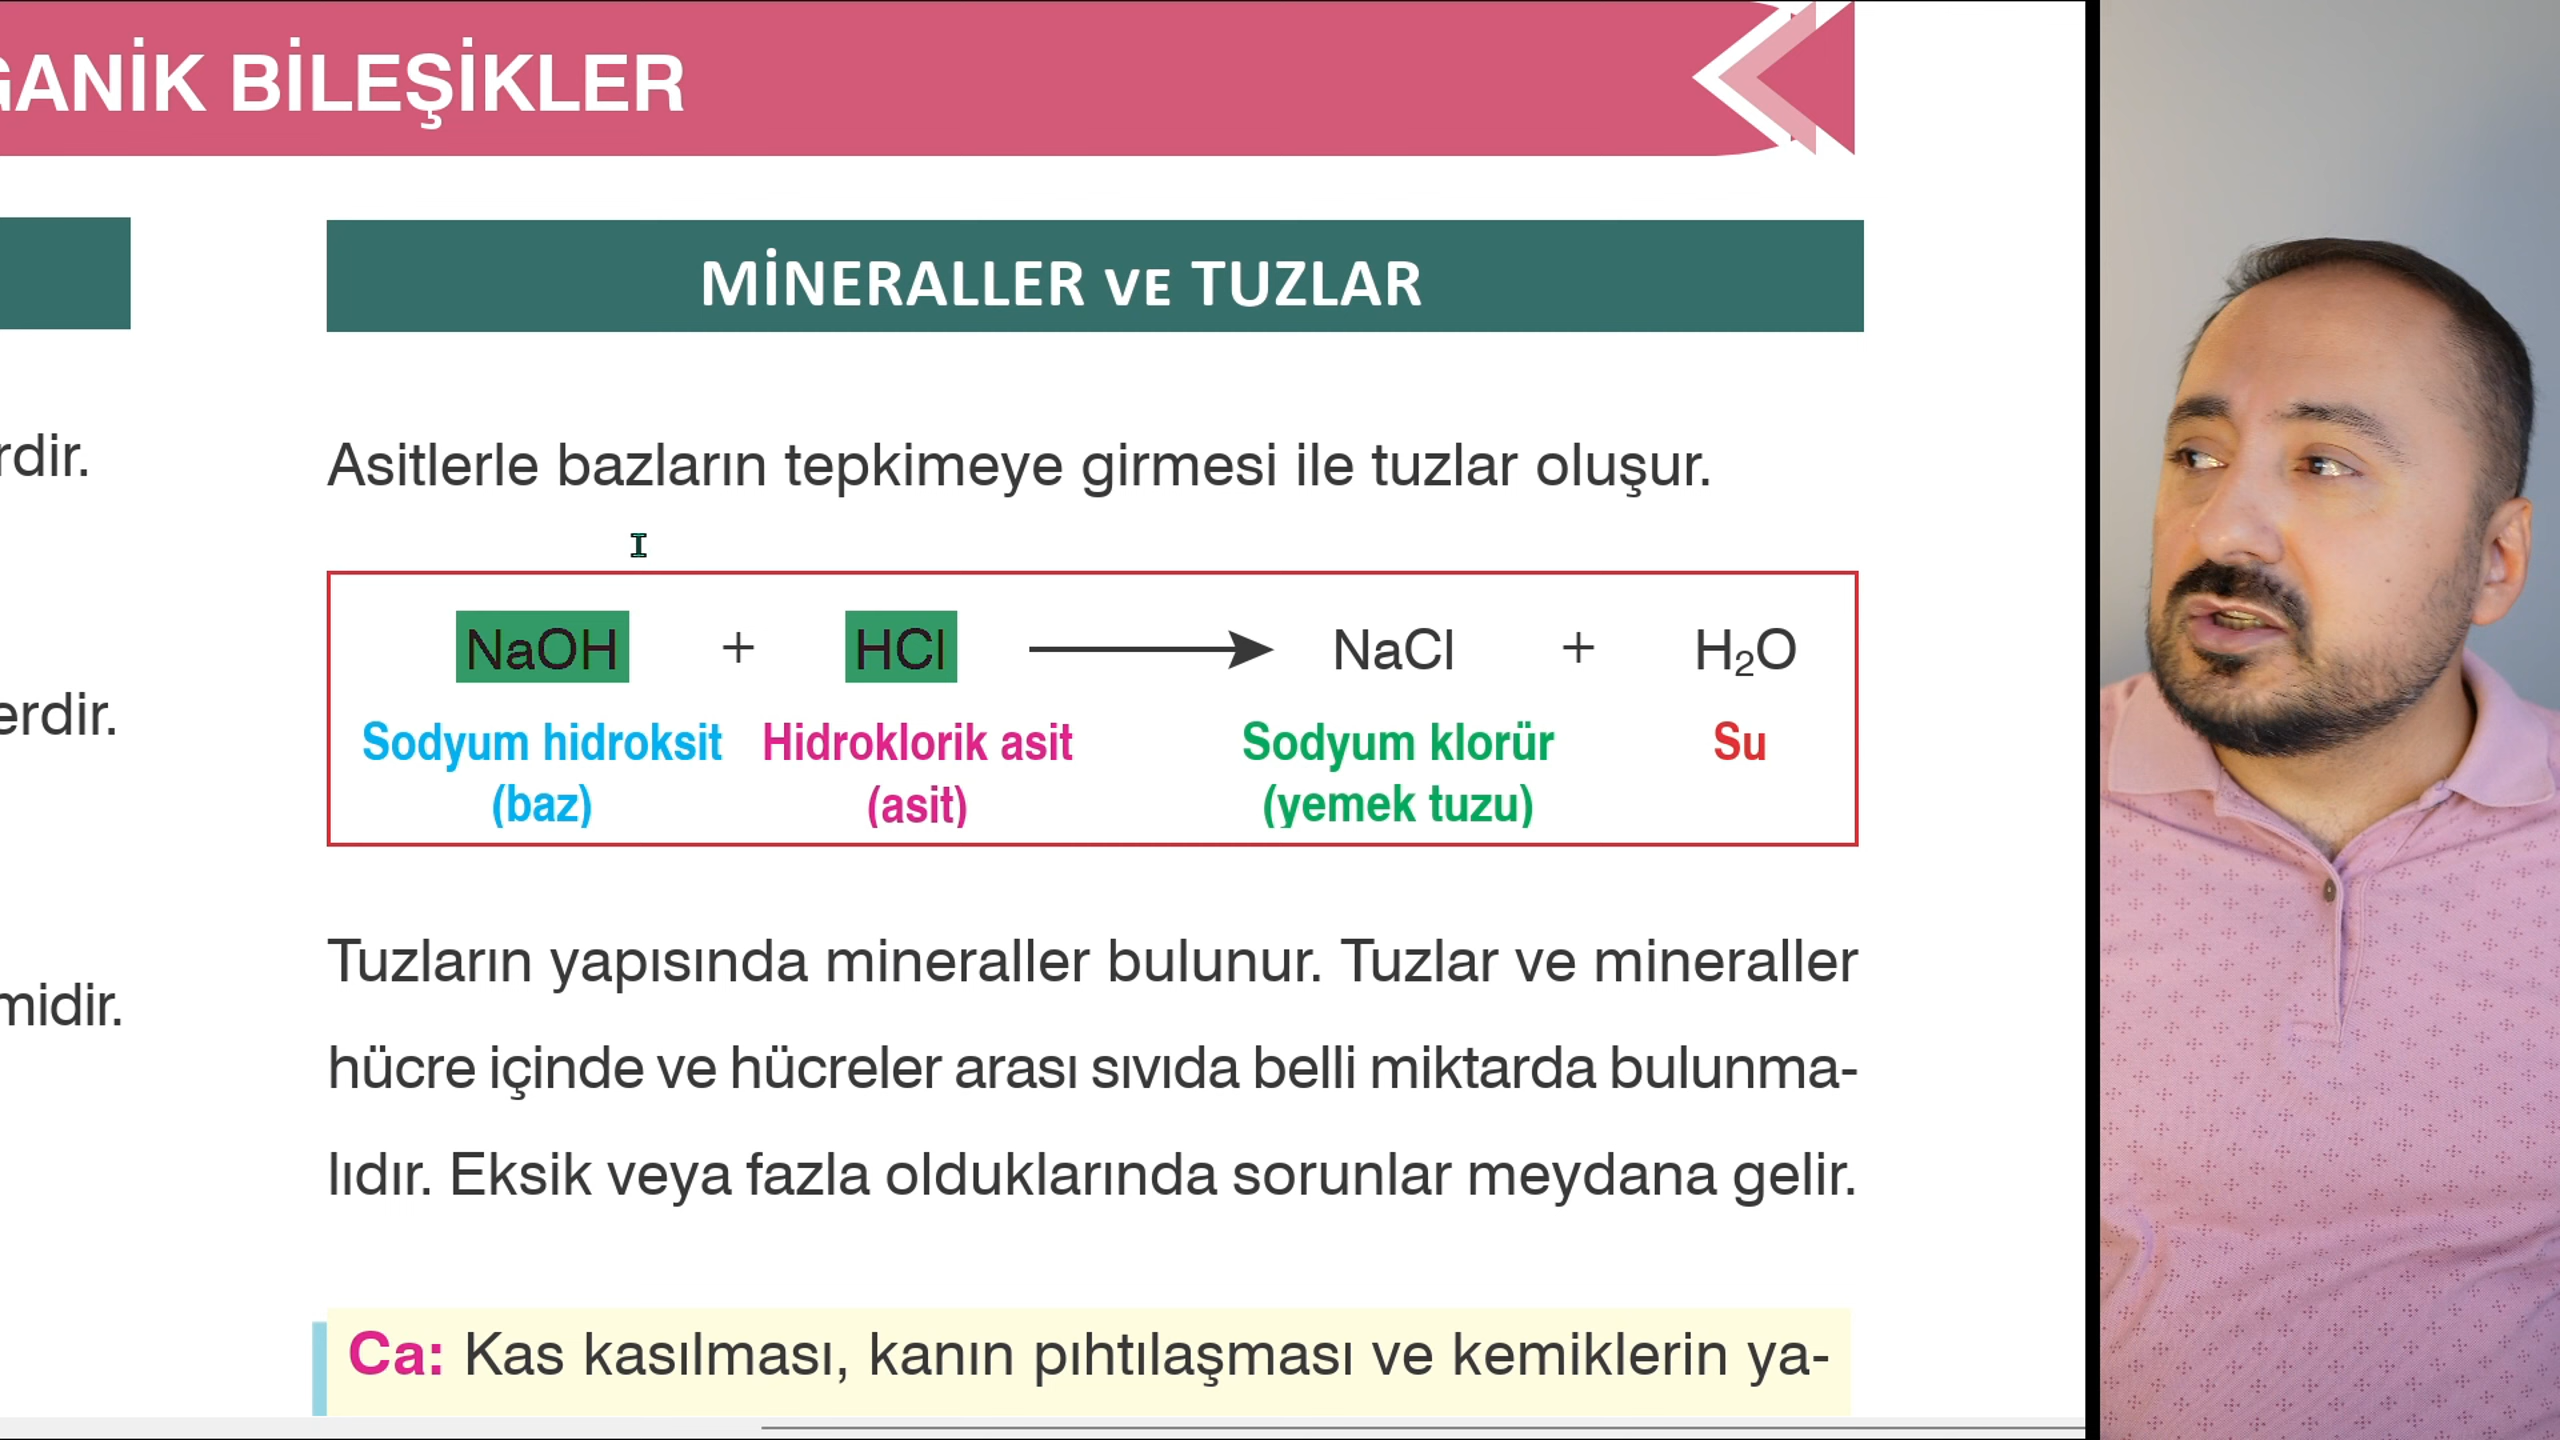 GANİK BİLEŞİKLER
MİNERALLER VE TUZLAR
rdir.
erdir.
midir.
Asitlerle bazların tepkimeye girmesi ile tuzlar oluşur.
NaOH + HCl → NaCl + H₂O
Sodyum hidroksit Hidroklorik asit Sodyum klorür Su
(baz) (asit) (yemek tuzu)
Tuzların yapısında mineraller bulunur. Tuzlar ve mineraller
hücre içinde ve hücreler arası sıvıda belli miktarda bulunma-
lıdır. Eksik veya fazla olduklarında sorunlar meydana gelir.
Ca: Kas kasılması, kanın pıhtılaşması ve kemiklerin ya-